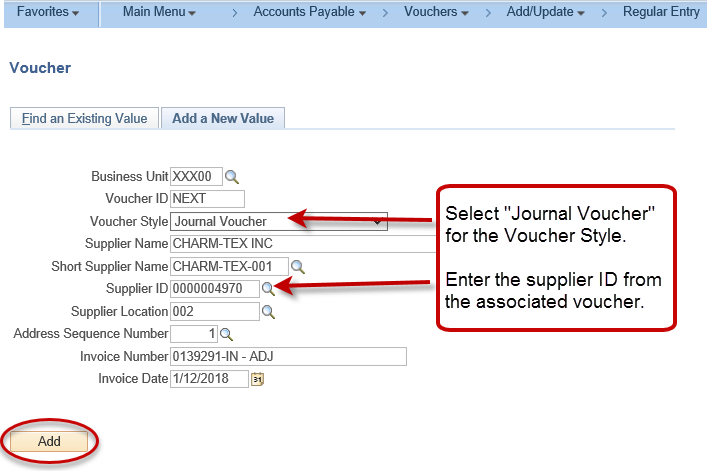 Favorites Main Menu > Accounts Payable > Vouchers > Add/Update > Regular Entry
Voucher
Find an Existing Value Add a New Value
Business Unit XXX00
Voucher ID NEXT
Voucher Style Journal Voucher
Supplier Name CHARM-TEX INC
Short Supplier Name CHARM-TEX-001
Supplier ID 0000004970
Supplier Location 002
Address Sequence Number 1
Invoice Number 0139291-IN - ADJ
Invoice Date 1/12/2018
31
Select "Journal Voucher"
for the Voucher Style.
Enter the supplier ID from
the associated voucher.
Add